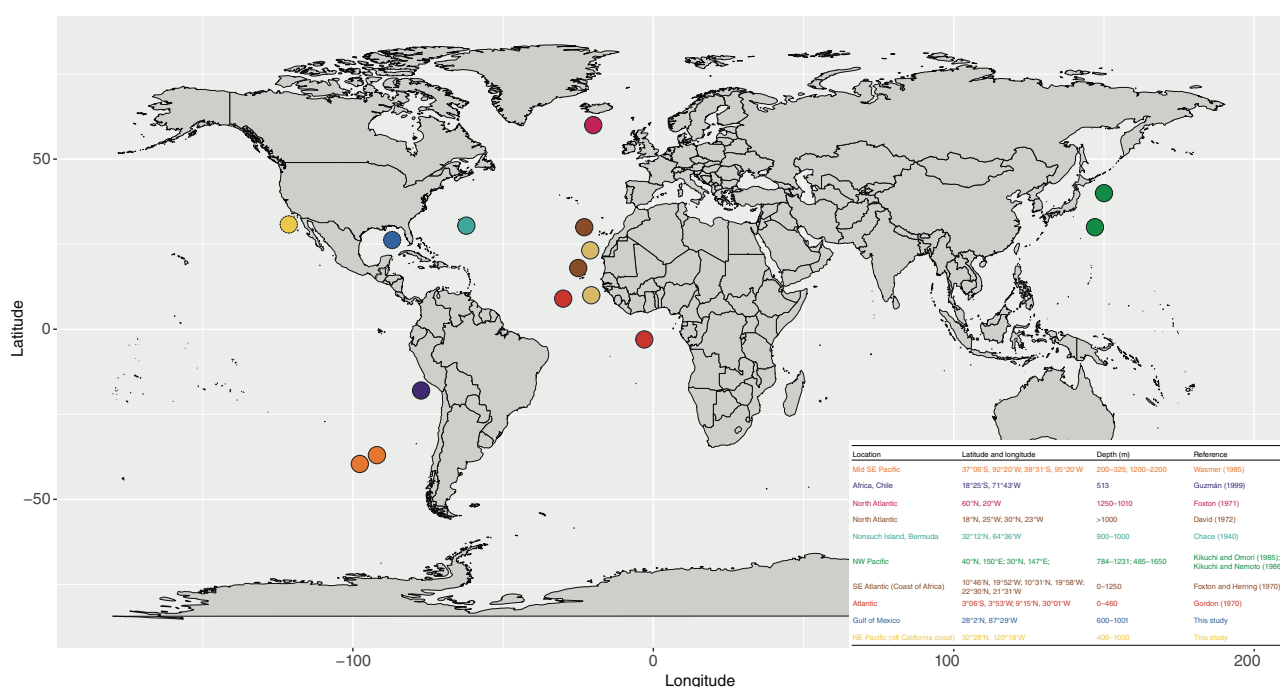 Latitude
50
0
−50
−100
0
100
200
Longitude
Location Latitude and longitude Depth (m) Reference
Mid SE Pacific 37°06'S, 92°20'W; 38°31'S, 95°20'W 200–325; 1200–2200 Wasmer (1985)
Africa, Chile 18°25'S, 71°43'W 513 Guzmán (1999)
North Atlantic 60°N, 20°W 1250–1010 Foxton (1971)
North Atlantic 18°N, 25°W; 30°N, 23°W >1000 David (1972)
Nonsuch Island, Bermuda 32°12'N, 64°36'W 900–1000 Chace (1940)
NW Pacific 40°N, 150°E; 30°N, 147°E; 784–1231; 485–1650 Kikuchi and Omori (1985);
Kikuchi and Nemoto (1986
SE Atlantic (Coast of Africa) 10°46'N, 19°52'W; 10°31'N, 19°58'W; 0–1250 Foxton and Herring (1970)
22°30'N, 21°31'W
Atlantic 3°06'S, 3°53'W; 9°15'N, 30°01'W 0–460 Gordon (1970)
Gulf of Mexico 28°2'N, 87°29'W 600–1001 This study
NE Pacific (off California coast) 32°28'N, 120°18'W 400–1000 This study